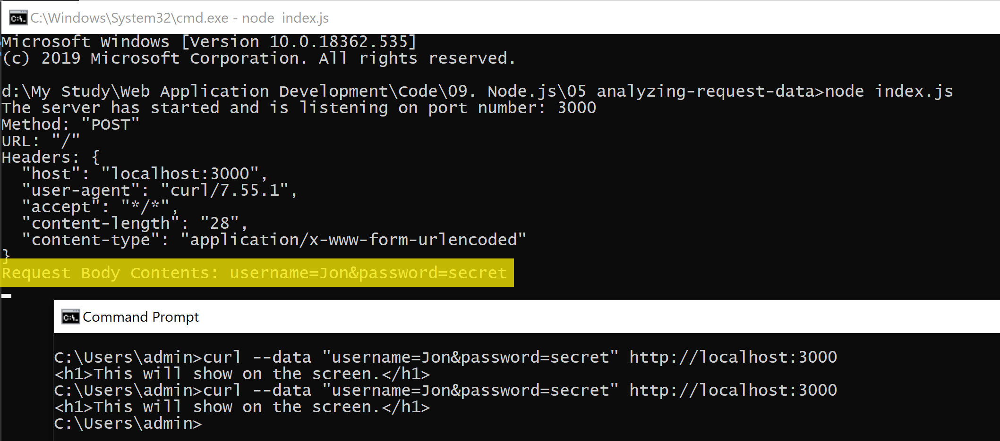 C:\Windows\System32\cmd.exe - node  index.js
Microsoft Windows [Version 10.0.18362.535]
(c) 2019 Microsoft Corporation. All rights reserved.
d:\My Study\Web Application Development\Code\09. Node.js\05 analyzing-request-data>node index.js
The server has started and is listening on port number: 3000
Method: "POST"
URL: "/"
Headers: {
  "host": "localhost:3000",
  "user-agent": "curl/7.55.1",
  "accept": "*/*",
  "content-length": "28",
  "content-type": "application/x-www-form-urlencoded"
}
Request Body Contents: username=Jon&password=secret
Command Prompt
C:\Users\admin>curl --data "username=Jon&password=secret" http://localhost:3000
<h1>This will show on the screen.</h1>
C:\Users\admin>curl --data "username=Jon&password=secret" http://localhost:3000
<h1>This will show on the screen.</h1>
C:\Users\admin>